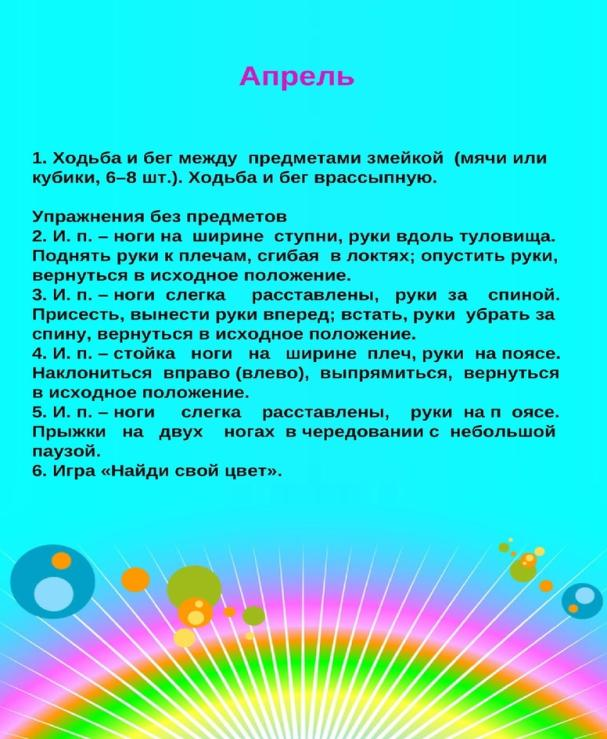 Апрель
1. Ходьба и бег между предметами змейкой (мячи или
кубики, 6–8 шт.). Ходьба и бег врассыпную.
Упражнения без предметов
2. И. п. – ноги на ширине ступни, руки вдоль туловища.
Поднять руки к плечам, сгибая в локтях; опустить руки,
вернуться в исходное положение.
3. И. п. – ноги слегка расставлены, руки за спиной.
Присесть, вынести руки вперед; встать, руки убрать за
спину, вернуться в исходное положение.
4. И. п. – стойка ноги на ширине плеч, руки на поясе.
Наклониться вправо (влево), выпрямиться, вернуться
в исходное положение.
5. И. п. – ноги слегка расставлены, руки на п оясе.
Прыжки на двух ногах в чередовании с небольшой
паузой.
6. Игра «Найди свой цвет».